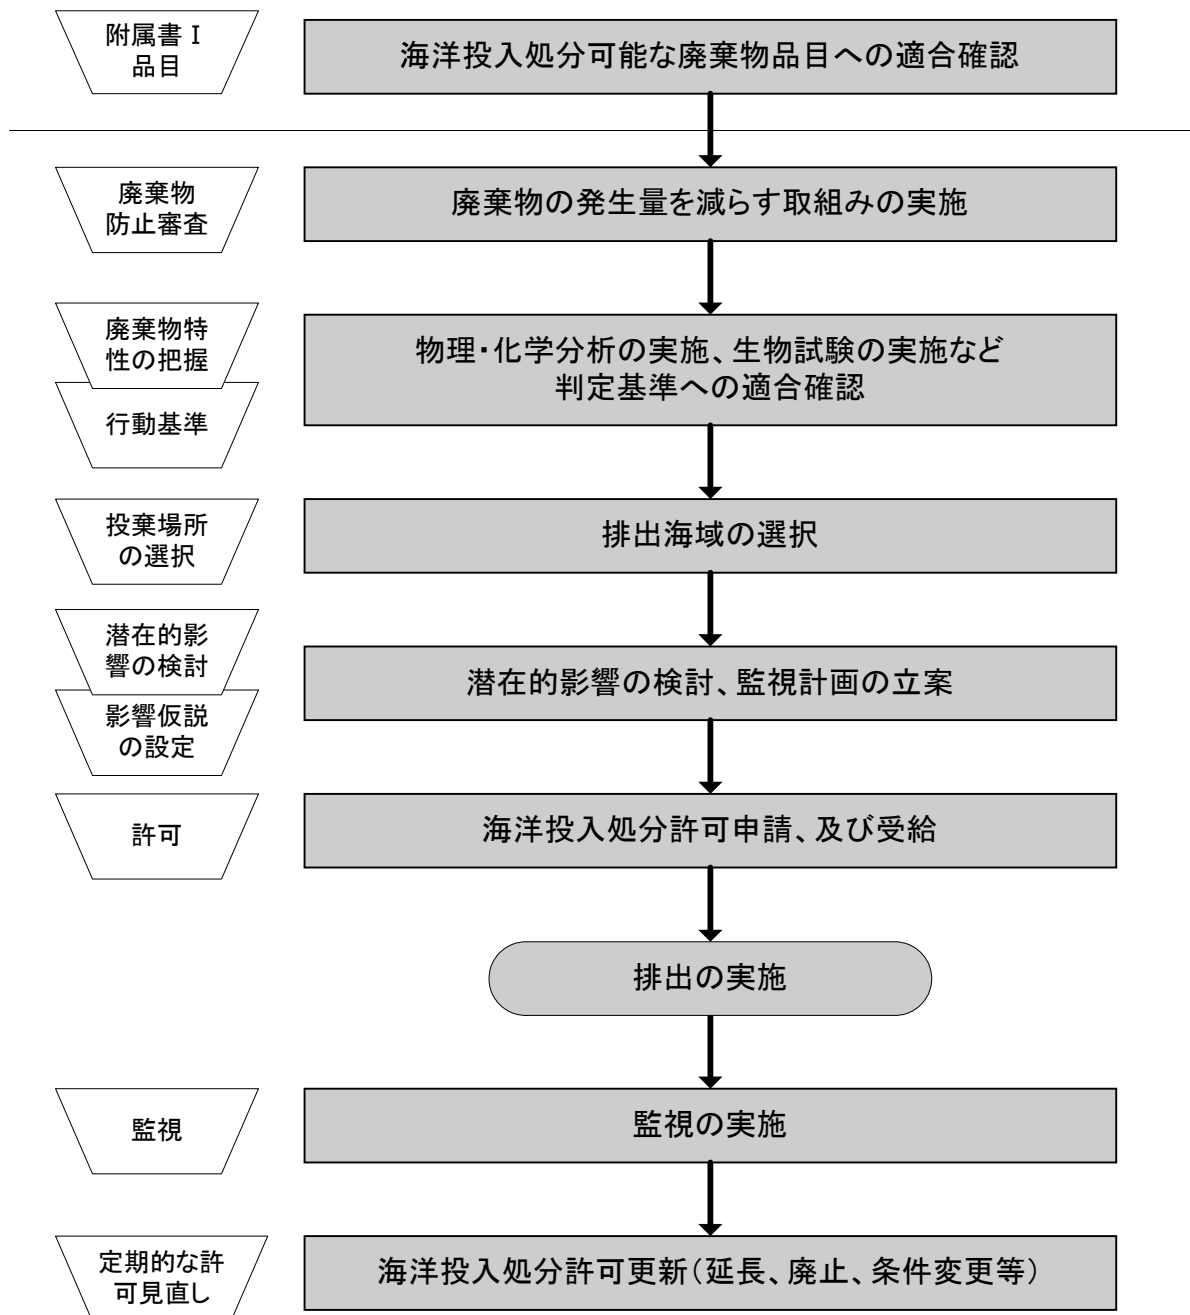 附属書Ⅰ
品目
海洋投入処分可能な廃棄物品目への適合確認
廃棄物
防止審査
廃棄物の発生量を減らす取組みの実施
廃棄物特
性の把握
行動基準
物理・化学分析の実施、生物試験の実施など
判定基準への適合確認
投棄場所
の選択
排出海域の選択
潜在的影
響の検討
影響仮説
の設定
潜在的影響の検討、監視計画の立案
許可
海洋投入処分許可申請、及び受給
排出の実施
監視
監視の実施
定期的な許
可見直し
海洋投入処分許可更新（延長、廃止、条件変更等）